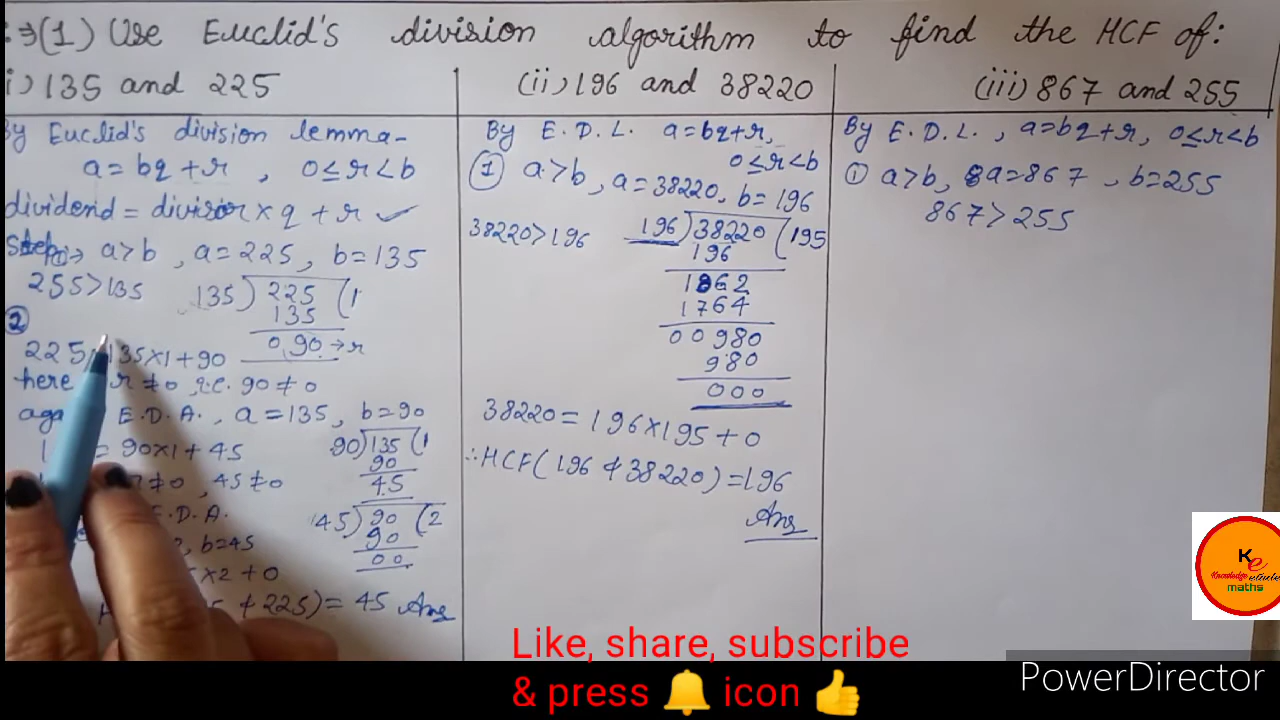 :⇒(1) Use Euclid's division algorithm to find the HCF of:
i) 135 and 225
By Euclid's division lemma-
a = bq + r , 0≤r<b
dividend = divisor × q + r ✓
Step① → a>b , a = 225 , b = 135
255>135
135) 225 (1
135
0 90 → r
②
225 135×1+90
here r ≠0 , i.e. 90 ≠ 0
E.D.A. , a = 135 , b = 90
= 90×1 + 45
90) 135 (1
90
45
≠0 , 45 ≠0
E.D.A.
45) 90 (2
90
00
b=45
×2 + 0
+ 225) = 45 Ans
(ii) 196 and 38220
By E.D.L. a=bq+r,
0≤r<b
① a>b , a = 38220, b = 196
38220>196
196) 38220 (195
196
1862
1764
00980
980
000
38220 = 196×195 + 0
∴HCF(196 & 38220) = 196
Ans
(iii) 867 and 255
By E.D.L. , a=bq+r, 0≤r<b
① a>b, a=867 , b=255
867>255
Ke
Knowledge
maths
Like, share, subscribe
& press 🔔 icon 👍
PowerDirector